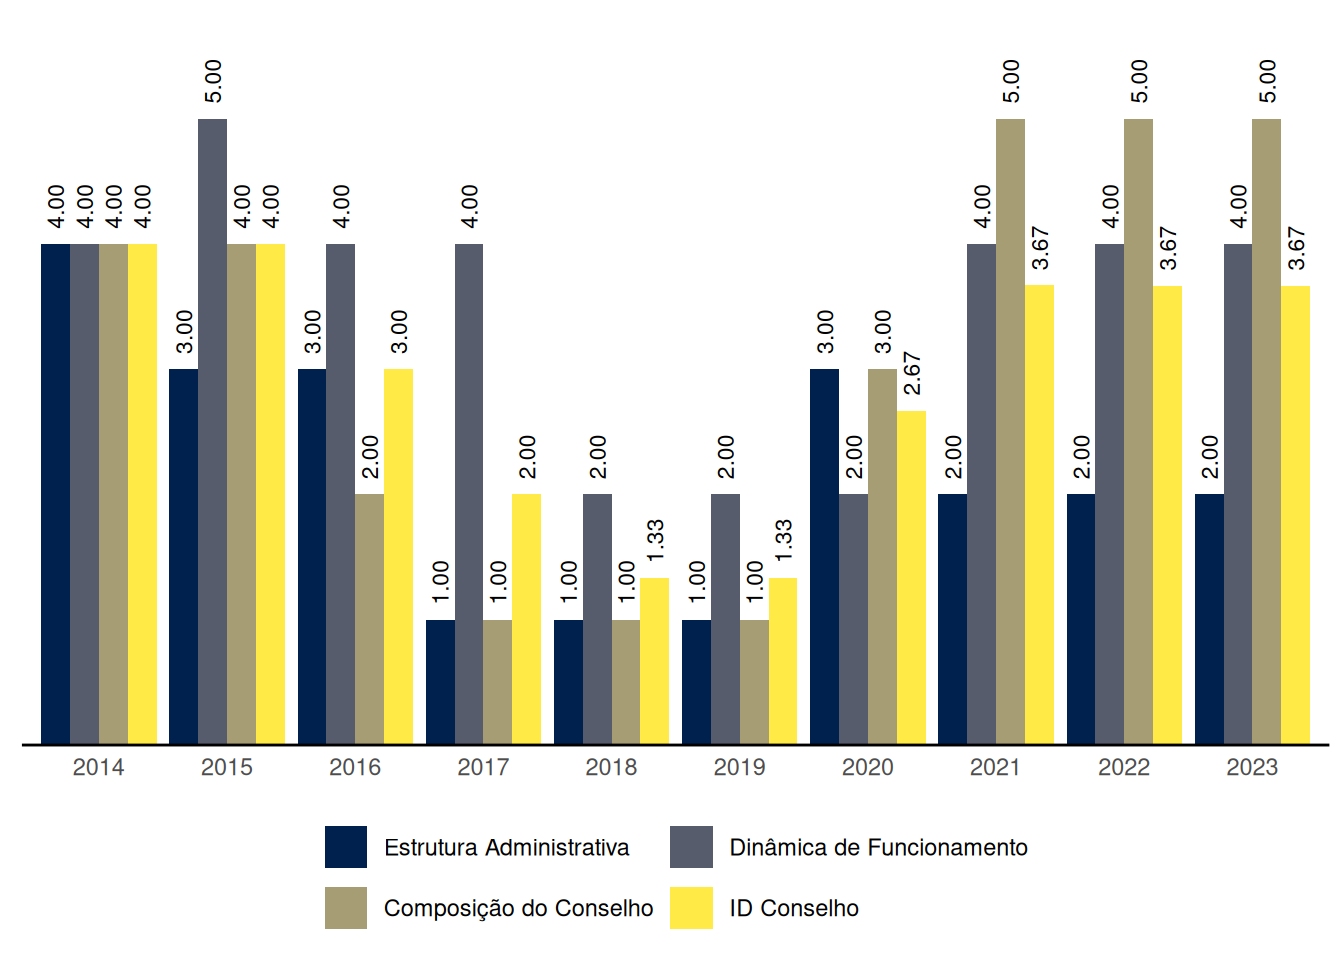 4.00 4.00 4.00 4.00
3.00 5.00 4.00 4.00
3.00 4.00 2.00 3.00
1.00 4.00 1.00 2.00
1.00 2.00 1.00 1.33
1.00 2.00 1.00 1.33
3.00 2.00 3.00 2.67
2.00 4.00 5.00 3.67
2.00 4.00 5.00 3.67
2.00 4.00 5.00 3.67
2014 2015 2016 2017 2018 2019 2020 2021 2022 2023
Estrutura Administrativa Dinâmica de Funcionamento
Composição do Conselho ID Conselho